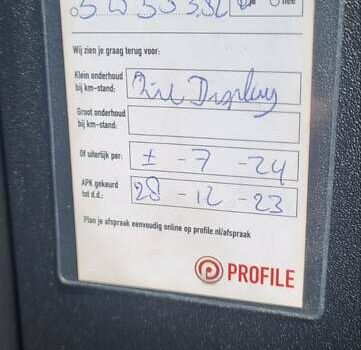 ja nee
Wij zien je graag terug voor:
Klein onderhoud
bij km-stand: Zie Display
Groot onderhoud
bij km-stand:
Of uiterlijk per: ± - 7 - 24
APK gekeurd
tot d.d.: 28 - 12 - 23
Plan je afspraak eenvoudig online op profile.nl/afspraak
PROFILE